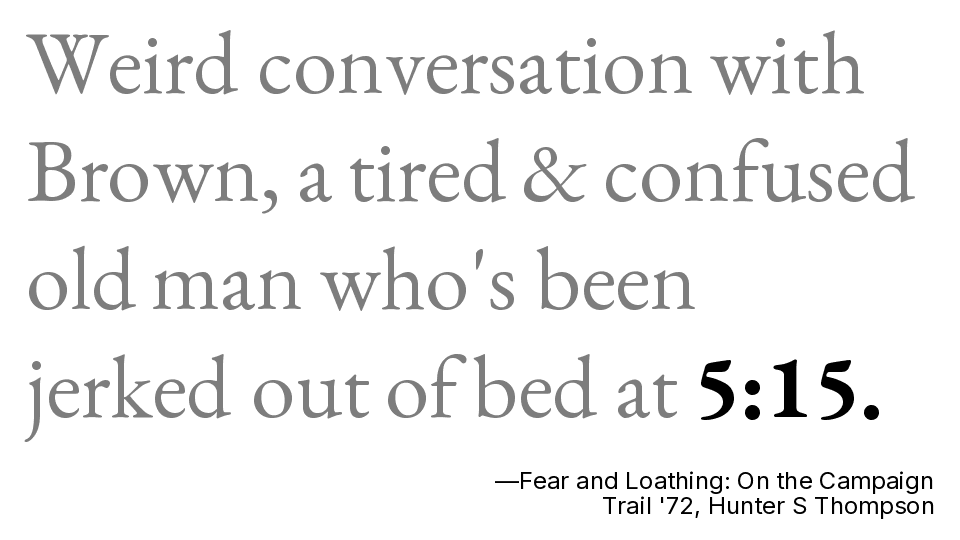 Weird conversation with
Brown, a tired & confused
old man who's been
jerked out of bed at 5:15.
—Fear and Loathing: On the Campaign
Trail '72, Hunter S Thompson